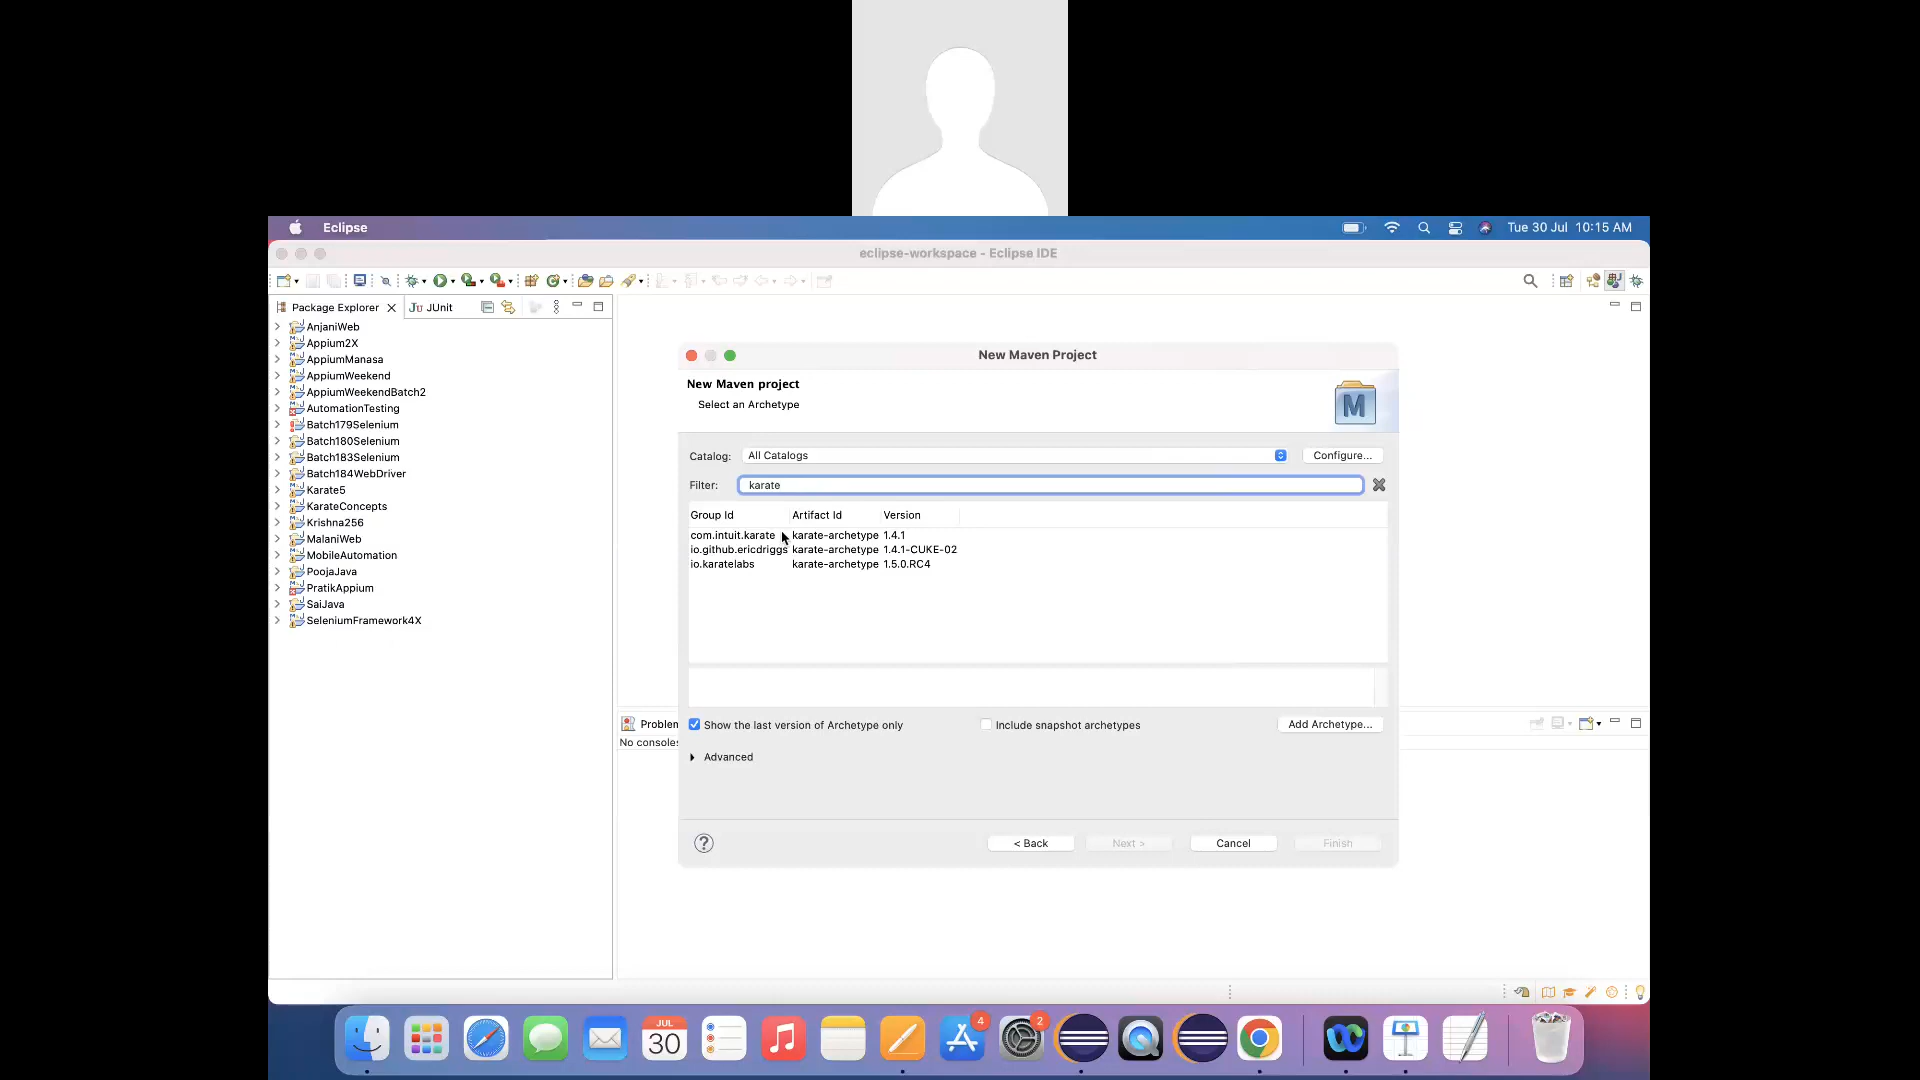 Eclipse
Tue 30 Jul 10:15 AM
eclipse-workspace - Eclipse IDE
Package Explorer
JUnit
AnjaniWeb
Appium2X
AppiumManasa
AppiumWeekend
AppiumWeekendBatch2
AutomationTesting
Batch179Selenium
Batch180Selenium
Batch183Selenium
Batch184WebDriver
Karate5
KarateConcepts
Krishna256
MalaniWeb
MobileAutomation
PoojaJava
PratikAppium
SaiJava
SeleniumFramework4X
New Maven Project
New Maven project
Select an Archetype
M
Catalog: All Catalogs Configure...
Filter: karate
Group Id Artifact Id Version
com.intuit.karate karate-archetype 1.4.1
io.github.ericdriggs karate-archetype 1.4.1-CUKE-02
io.karatelabs karate-archetype 1.5.0.RC4
Show the last version of Archetype only Include snapshot archetypes Add Archetype...
Advanced
? < Back Next > Cancel Finish
Problem
No consoles
JUL
30
4
2